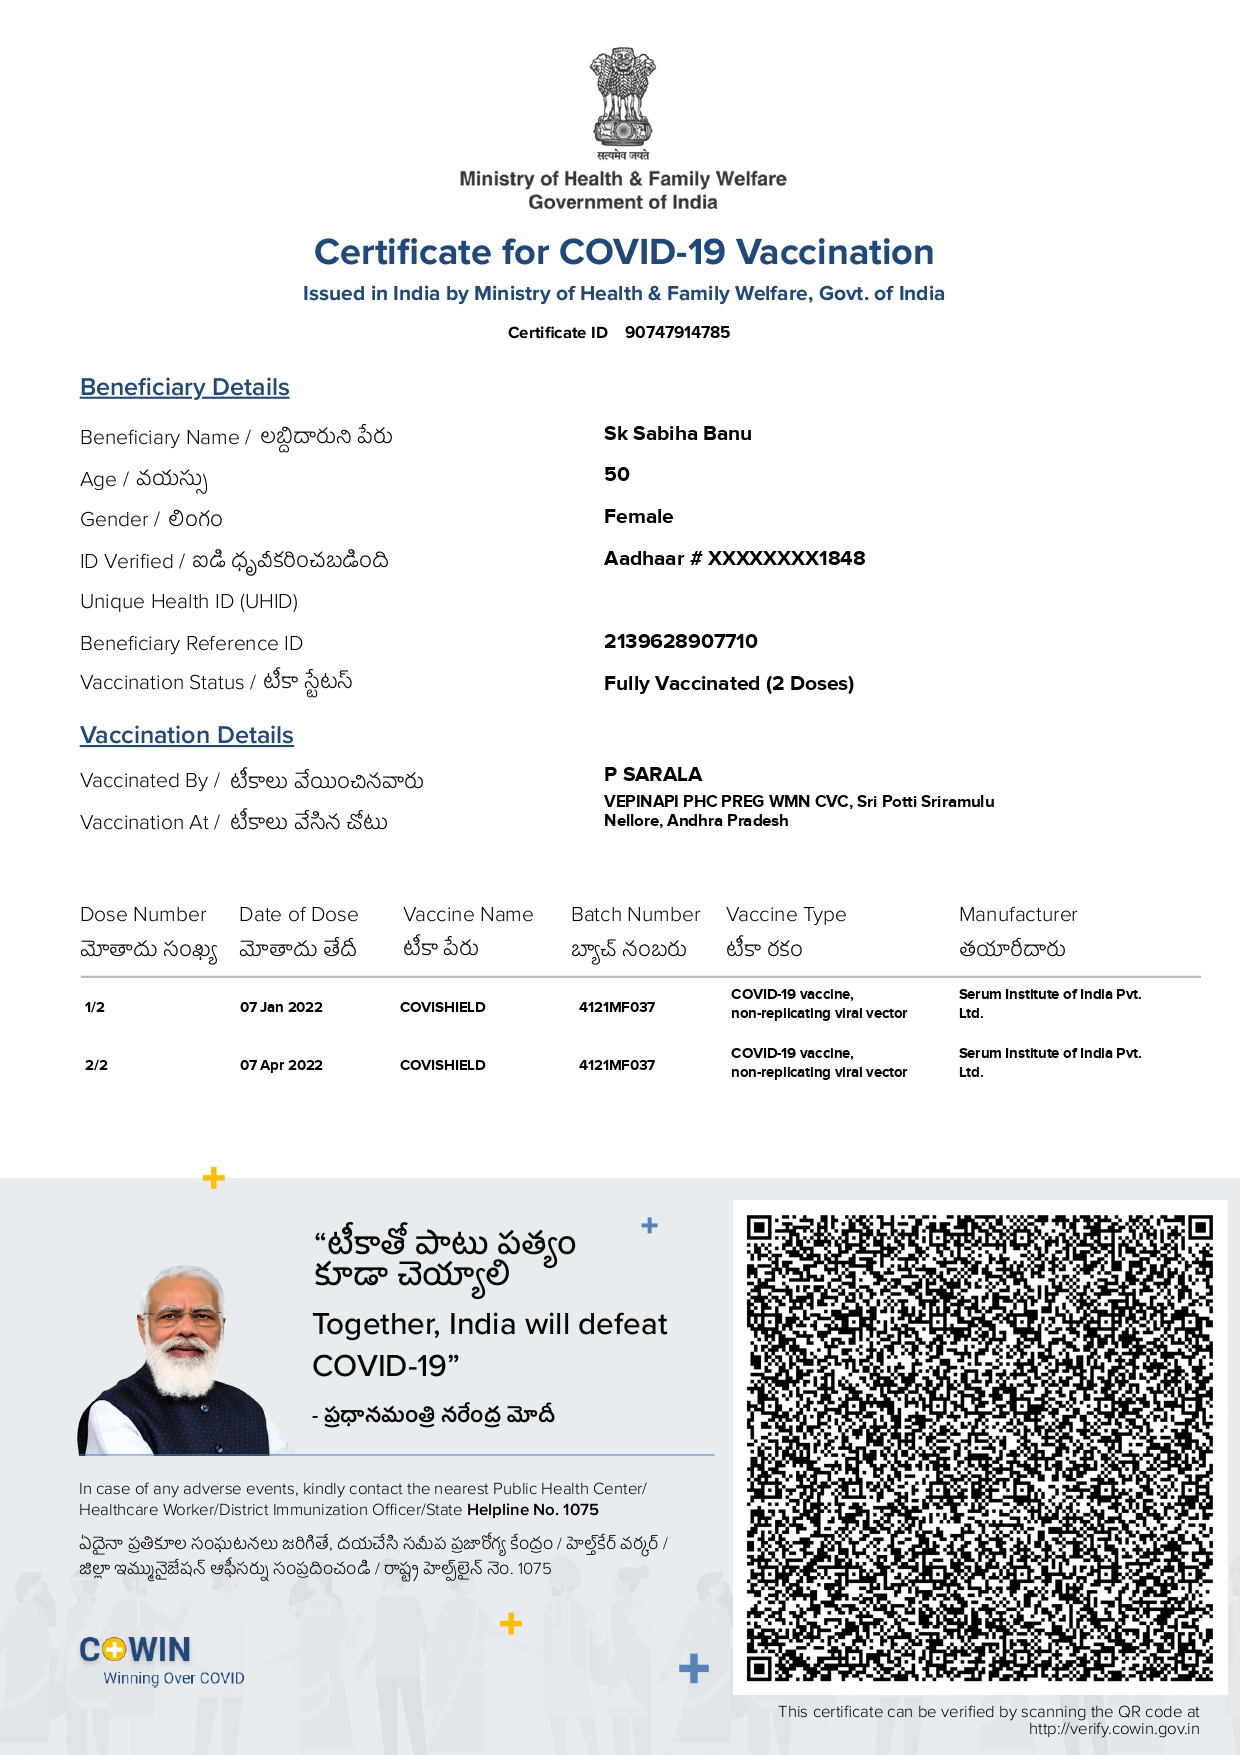 सत्यमेव जयते
Ministry of Health & Family Welfare
Government of India
Certificate for COVID-19 Vaccination
Issued in India by Ministry of Health & Family Welfare, Govt. of India
Certificate ID 90747914785
Beneficiary Details
Beneficiary Name / లబ్దిదారుని పేరు Sk Sabiha Banu
Age / వయస్సు 50
Gender / లింగం Female
ID Verified / ఐడి ధృవీకరించబడింది Aadhaar # XXXXXXXX1848
Unique Health ID (UHID)
Beneficiary Reference ID 2139628907710
Vaccination Status / టీకా స్టేటస్ Fully Vaccinated (2 Doses)
Vaccination Details
Vaccinated By / టీకాలు వేయించినవారు P SARALA
Vaccination At / టీకాలు వేసిన చోటు VEPINAPI PHC PREG WMN CVC, Sri Potti Sriramulu
Nellore, Andhra Pradesh
Dose Number Date of Dose Vaccine Name Batch Number Vaccine Type Manufacturer
మోతాదు సంఖ్య మోతాదు తేదీ టీకా పేరు బ్యాచ్ నంబరు టీకా రకం తయారీదారు
1/2 07 Jan 2022 COVISHIELD 4121MF037 COVID-19 vaccine, Serum Institute of India Pvt.
non-replicating viral vector Ltd.
2/2 07 Apr 2022 COVISHIELD 4121MF037 COVID-19 vaccine, Serum Institute of India Pvt.
non-replicating viral vector Ltd.
“టీకాతో పాటు పత్యం
కూడా చెయ్యాలి
Together, India will defeat
COVID-19”
- ప్రధానమంత్రి నరేంద్ర మోదీ
In case of any adverse events, kindly contact the nearest Public Health Center/
Healthcare Worker/District Immunization Officer/State Helpline No. 1075
ఏదైనా ప్రతికూల సంఘటనలు జరిగితే, దయచేసి సమీప ప్రజారోగ్య కేంద్రం / హెల్త్‌కేర్ వర్కర్ /
జిల్లా ఇమ్మునైజేషన్ ఆఫీసర్ను సంప్రదించండి / రాష్ట్ర హెల్ప్‌లైన్ నెం. 1075
COWIN
Winning Over COVID
This certificate can be verified by scanning the QR code at
http://verify.cowin.gov.in